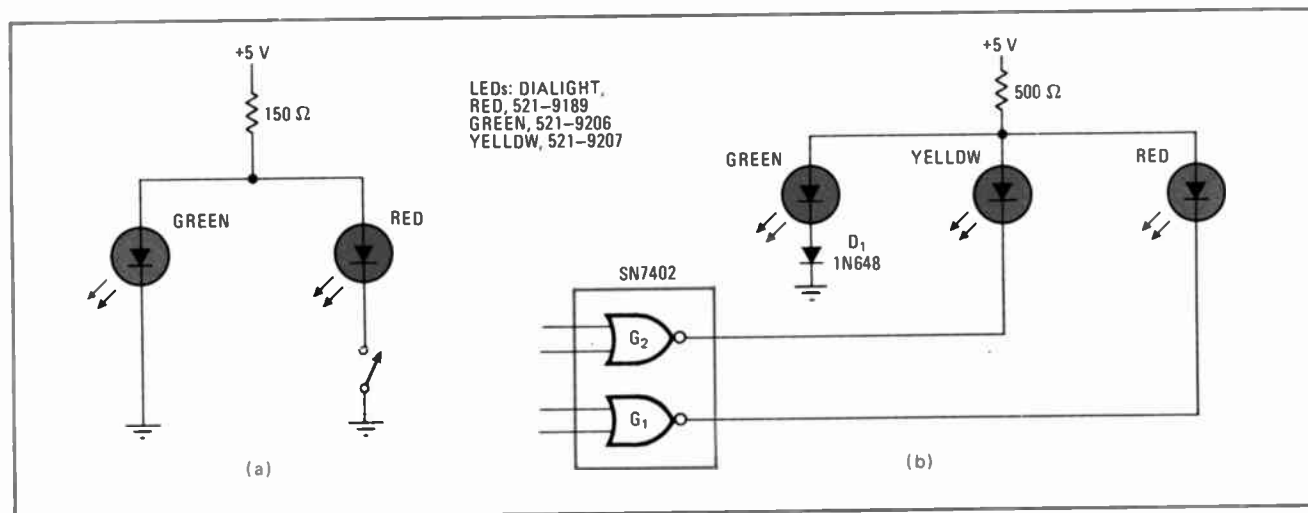 +5 V
150 Ω
GREEN
RED
(a)
LEDs: DIALIGHT,
RED, 521–9189
GREEN, 521–9206
YELLDW, 521–9207
+5 V
500 Ω
GREEN
YELLDW
RED
D1
1N648
SN7402
G2
G1
(b)